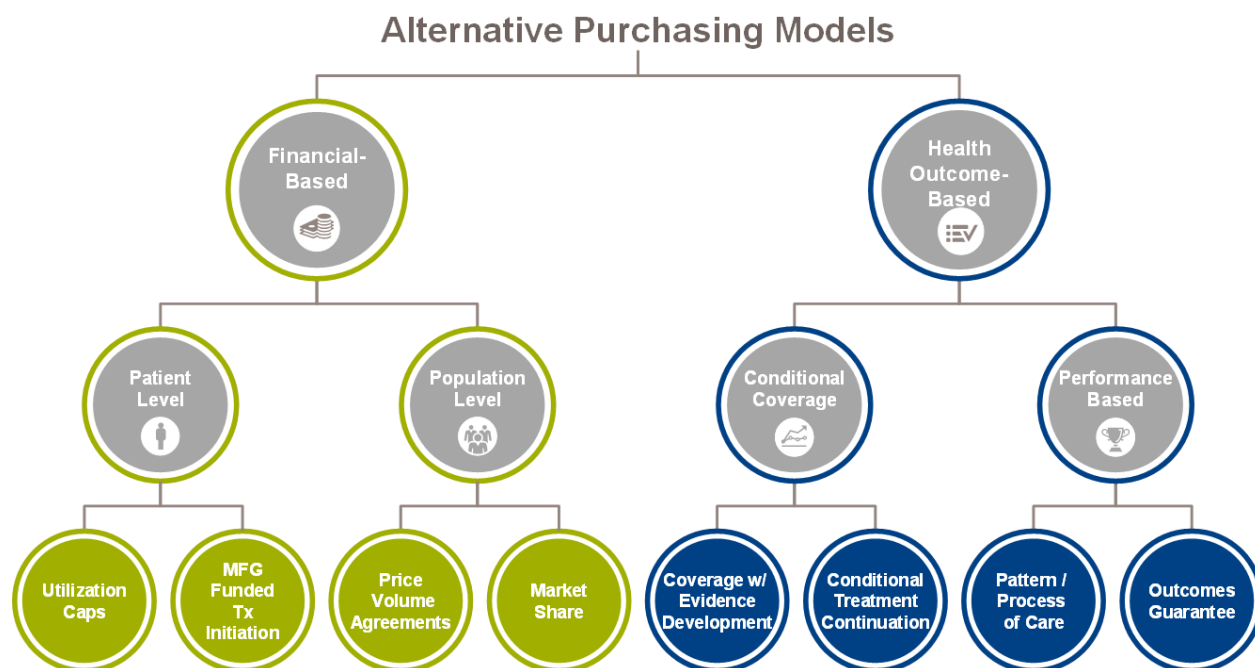 Alternative Purchasing Models
Financial-
Based
Health
Outcome-
Based
Patient
Level
Population
Level
Conditional
Coverage
Performance
Based
Utilization
Caps
MFG
Funded
Tx
Initiation
Price
Volume
Agreements
Market
Share
Coverage w/
Evidence
Development
Conditional
Treatment
Continuation
Pattern /
Process
of Care
Outcomes
Guarantee